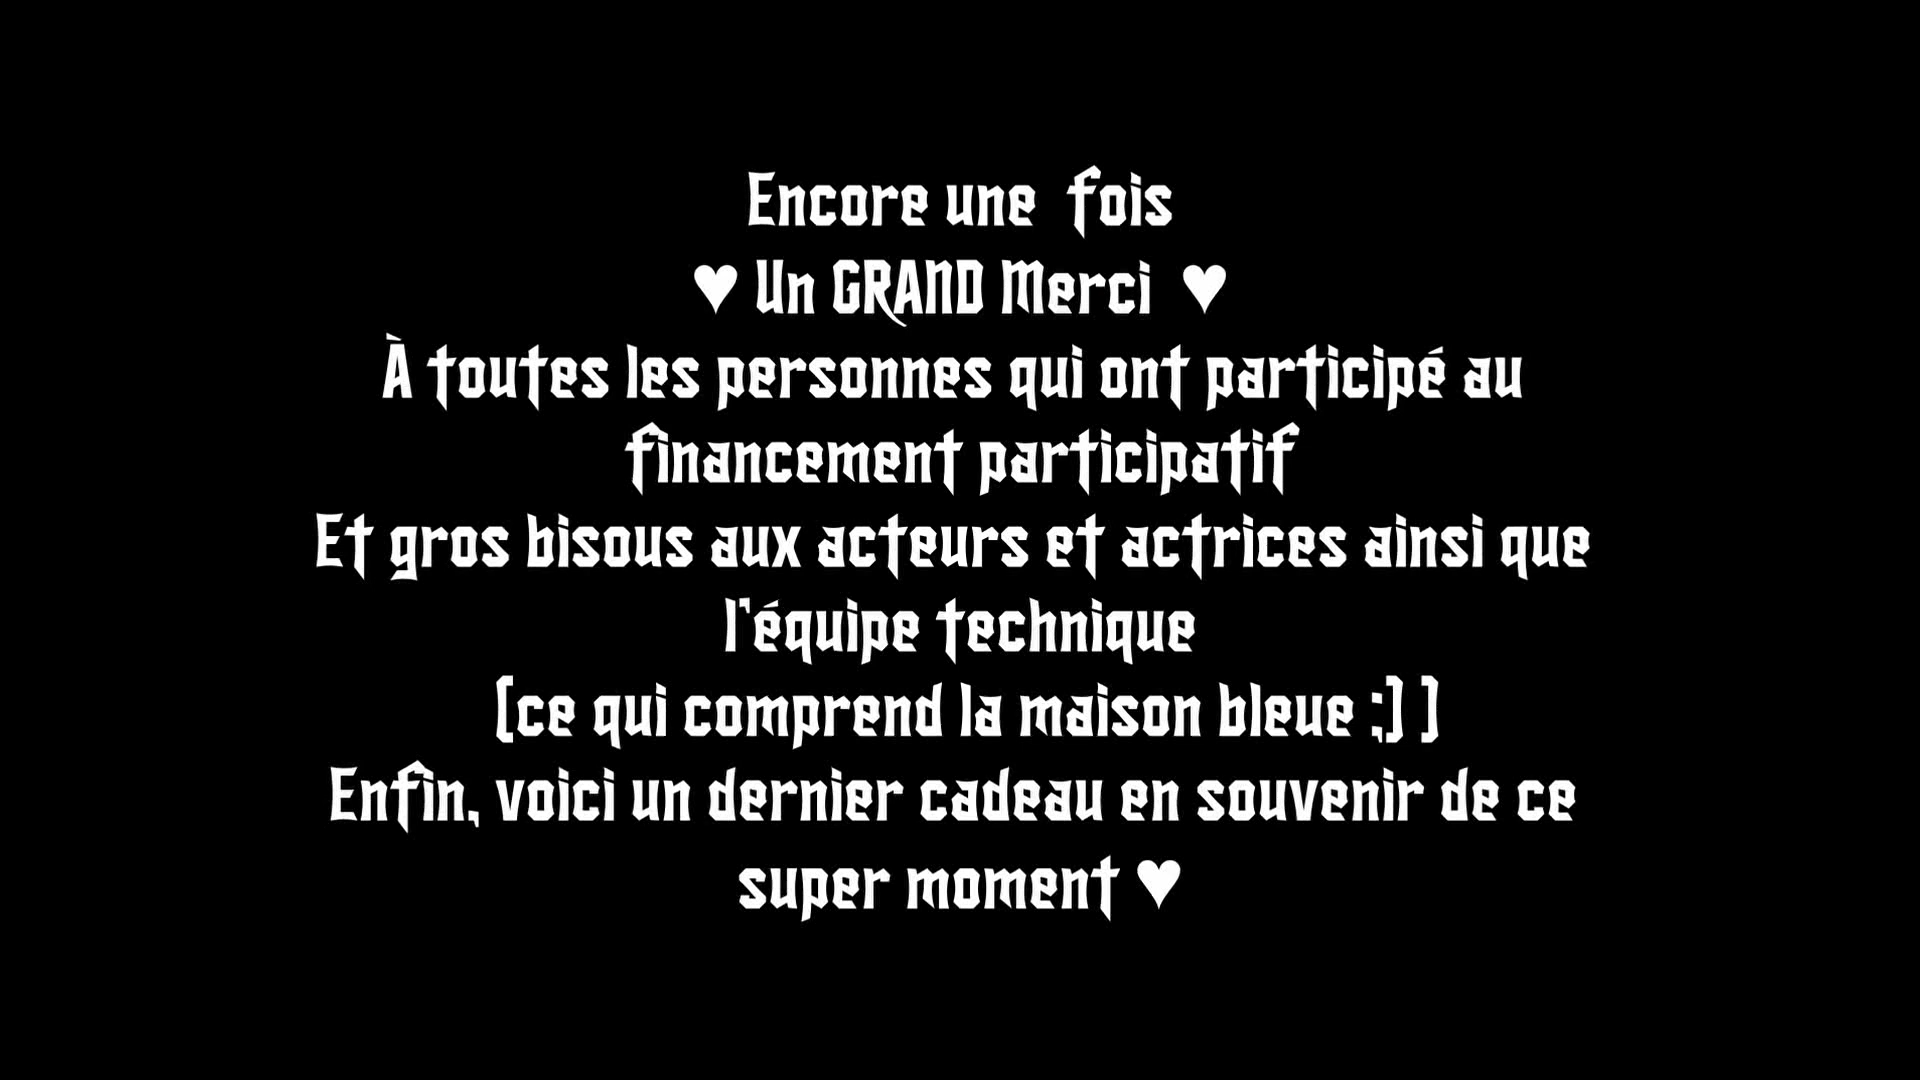 Encore une  fois
♥ Un GRAND Merci  ♥
À toutes les personnes qui ont participé au
financement participatif
Et gros bisous aux acteurs et actrices ainsi que
l'équipe technique
(ce qui comprend la maison bleue ;) )
Enfin, voici un dernier cadeau en souvenir de ce
super moment ♥